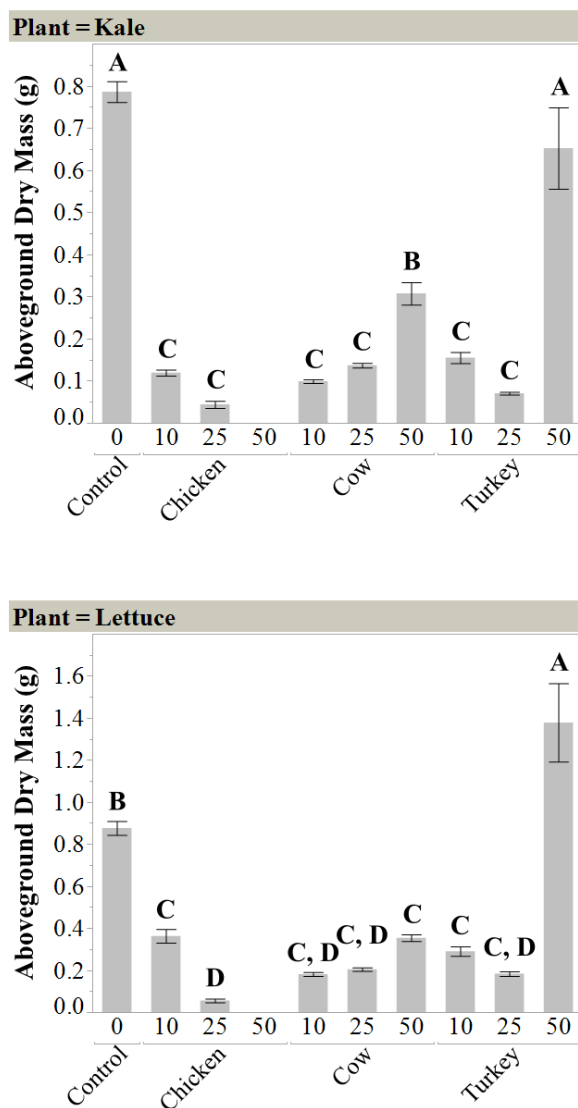 Plant = Kale
Aboveground Dry Mass (g)
0.8
0.7
0.6
0.5
0.4
0.3
0.2
0.1
0.0
A
C
C
C
C
B
C
C
A
0 10 25 50 10 25 50 10 25 50
Control Chicken Cow Turkey
Plant = Lettuce
Aboveground Dry Mass (g)
1.6
1.4
1.2
1.0
0.8
0.6
0.4
0.2
0.0
B
C
D
C, D
C, D
C
C
C, D
A
0 10 25 50 10 25 50 10 25 50
Control Chicken Cow Turkey